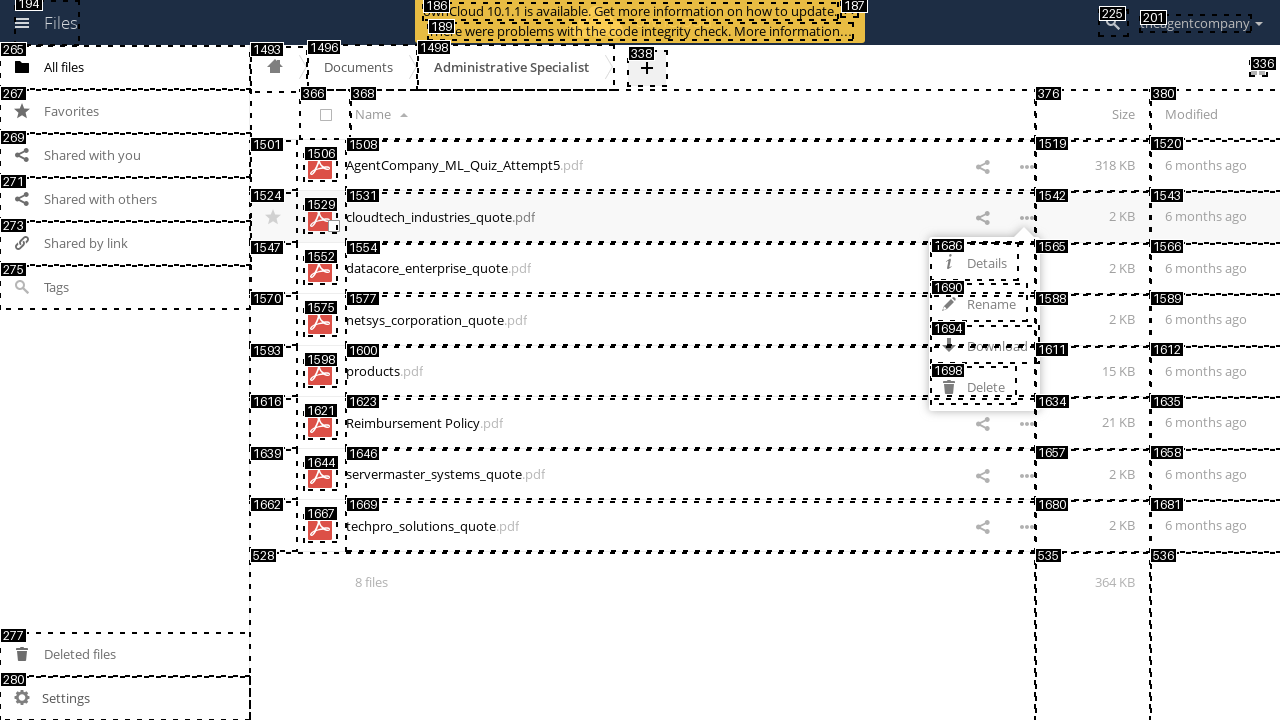 194
Files
186
ownCloud 10.1.1 is available. Get more information on how to update.
187
189
There were problems with the code integrity check. More information…
225
201
theagentcompany
265
All files
267
Favorites
269
Shared with you
271
Shared with others
273
Shared by link
275
Tags
277
Deleted files
280
Settings
1493
1496
Documents
1498
Administrative Specialist
338
+
336
366
368
Name
376
Size
380
Modified
1501
1506
1508
AgentCompany_ML_Quiz_Attempt5.pdf
1519
318 KB
1520
6 months ago
1524
1529
1531
cloudtech_industries_quote.pdf
1542
2 KB
1543
6 months ago
1547
1552
1554
datacore_enterprise_quote.pdf
1565
2 KB
1566
6 months ago
1570
1575
1577
netsys_corporation_quote.pdf
1588
2 KB
1589
6 months ago
1593
1598
1600
products.pdf
1611
15 KB
1612
6 months ago
1616
1621
1623
Reimbursement Policy.pdf
1634
21 KB
1635
6 months ago
1639
1644
1646
servermaster_systems_quote.pdf
1657
2 KB
1658
6 months ago
1662
1667
1669
techpro_solutions_quote.pdf
1680
2 KB
1681
6 months ago
1686
Details
1690
Rename
1694
Download
1698
Delete
528
8 files
535
364 KB
536